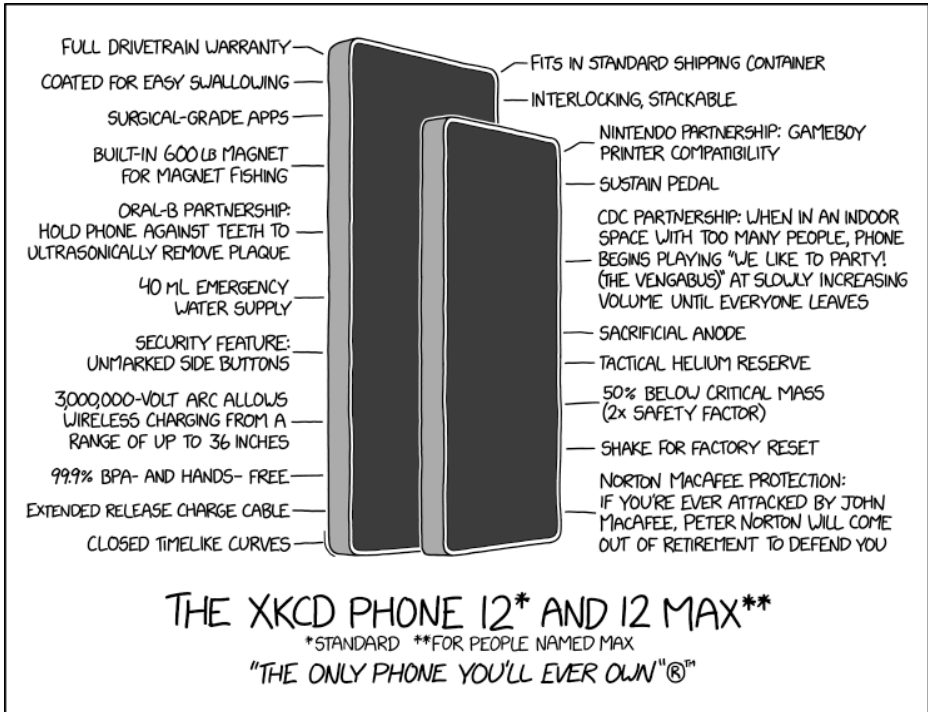 FULL DRIVETRAIN WARRANTY
COATED FOR EASY SWALLOWING
SURGICAL-GRADE APPS
BUILT-IN 600 LB MAGNET
FOR MAGNET FISHING
ORAL-B PARTNERSHIP:
HOLD PHONE AGAINST TEETH TO
ULTRASONICALLY REMOVE PLAQUE
40 ML EMERGENCY
WATER SUPPLY
SECURITY FEATURE:
UNMARKED SIDE BUTTONS
3,000,000-VOLT ARC ALLOWS
WIRELESS CHARGING FROM A
RANGE OF UP TO 36 INCHES
99.9% BPA- AND HANDS- FREE
EXTENDED RELEASE CHARGE CABLE
CLOSED TIMELIKE CURVES
FITS IN STANDARD SHIPPING CONTAINER
INTERLOCKING, STACKABLE
NINTENDO PARTNERSHIP: GAMEBOY
PRINTER COMPATIBILITY
SUSTAIN PEDAL
CDC PARTNERSHIP: WHEN IN AN INDOOR
SPACE WITH TOO MANY PEOPLE, PHONE
BEGINS PLAYING "WE LIKE TO PARTY!
(THE VENGABUS)" AT SLOWLY INCREASING
VOLUME UNTIL EVERYONE LEAVES
SACRIFICIAL ANODE
TACTICAL HELIUM RESERVE
50% BELOW CRITICAL MASS
(2x SAFETY FACTOR)
SHAKE FOR FACTORY RESET
NORTON MACAFEE PROTECTION:
IF YOU'RE EVER ATTACKED BY JOHN
MACAFEE, PETER NORTON WILL COME
OUT OF RETIREMENT TO DEFEND YOU
THE XKCD PHONE 12* AND 12 MAX**
*STANDARD **FOR PEOPLE NAMED MAX
"THE ONLY PHONE YOU'LL EVER OWN"®™